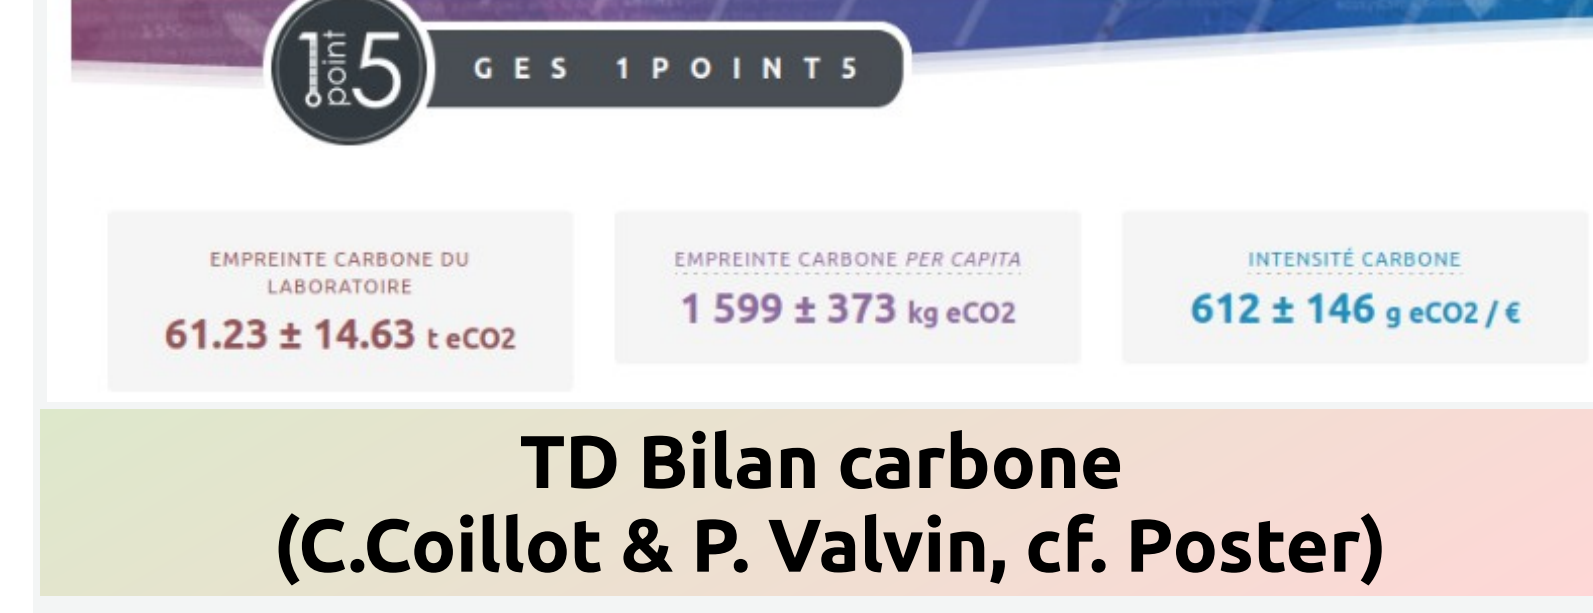 1 point 5
GES 1POINT5
EMPREINTE CARBONE DU
LABORATOIRE
61.23 ± 14.63 t eCO2
EMPREINTE CARBONE PER CAPITA
1 599 ± 373 kg eCO2
INTENSITÉ CARBONE
612 ± 146 g eCO2 / €
TD Bilan carbone
(C.Coillot & P. Valvin, cf. Poster)